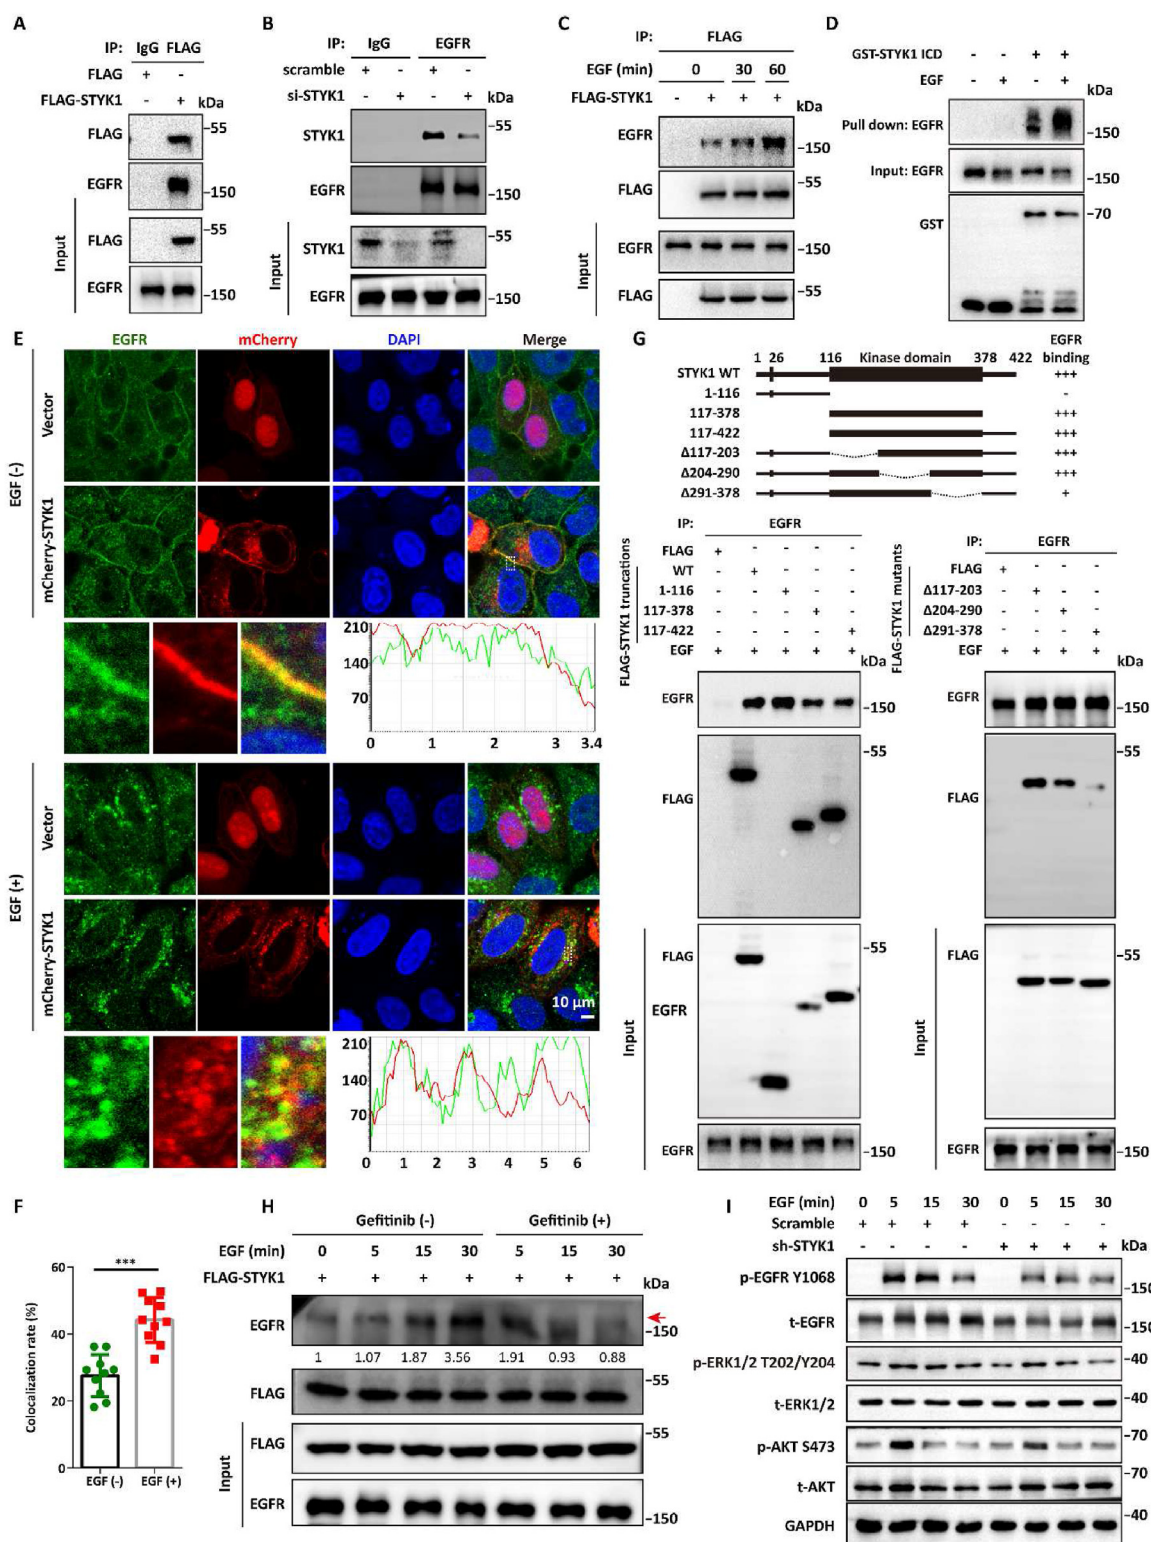 A
IP: IgG FLAG
FLAG + -
FLAG-STYK1 - + kDa
FLAG -55
EGFR -150
Input
FLAG -55
EGFR -150
B
IP: IgG EGFR
scramble + - + -
si-STYK1 - + - + kDa
STYK1 -55
EGFR -150
Input
STYK1 -55
EGFR -150
C
IP: FLAG
EGF (min) 0 30 60
FLAG-STYK1 - + + + kDa
EGFR -150
FLAG -55
Input
EGFR -150
FLAG -55
D
GST-STYK1 ICD - - + +
EGF - + - + kDa
Pull down: EGFR -150
Input: EGFR -150
GST -70
E
EGFR mCherry DAPI Merge
EGF (-)
Vector
mCherry-STYK1
210
140
70
0 1 2 3 3.4
EGF (+)
Vector
mCherry-STYK1
10 μm
210
140
70
0 1 2 3 4 5 6
F
Colocalization rate (%)
60
40
20
0
***
EGF (-) EGF (+)
G
1 26 116 Kinase domain 378 422 EGFR binding
STYK1 WT +++
1-116 -
117-378 +++
117-422 +++
Δ117-203 +++
Δ204-290 +++
Δ291-378 +
IP: EGFR
FLAG-STYK1 truncations
FLAG + - - - -
WT - + - - -
1-116 - - + - -
117-378 - - - + -
117-422 - - - - +
EGF + + + + + kDa
EGFR -150
FLAG -55
Input
FLAG -55
EGFR
EGFR -150
IP: EGFR
FLAG-STYK1 mutants
FLAG + - - -
Δ117-203 - + - -
Δ204-290 - - + -
Δ291-378 - - - +
EGF + + + + kDa
EGFR -150
FLAG -55
Input
FLAG -55
EGFR -150
H
Gefitinib (-) Gefitinib (+)
EGF (min) 0 5 15 30 5 15 30
FLAG-STYK1 + + + + + + + kDa
EGFR -150
1 1.07 1.87 3.56 1.91 0.93 0.88
FLAG -55
Input
FLAG -55
EGFR -150
I
EGF (min) 0 5 15 30 0 5 15 30
Scramble + + + + - - - -
sh-STYK1 - - - - + + + + kDa
p-EGFR Y1068 -150
t-EGFR -150
p-ERK1/2 T202/Y204 -40
t-ERK1/2 -40
p-AKT S473 -70
t-AKT -70
GAPDH -40